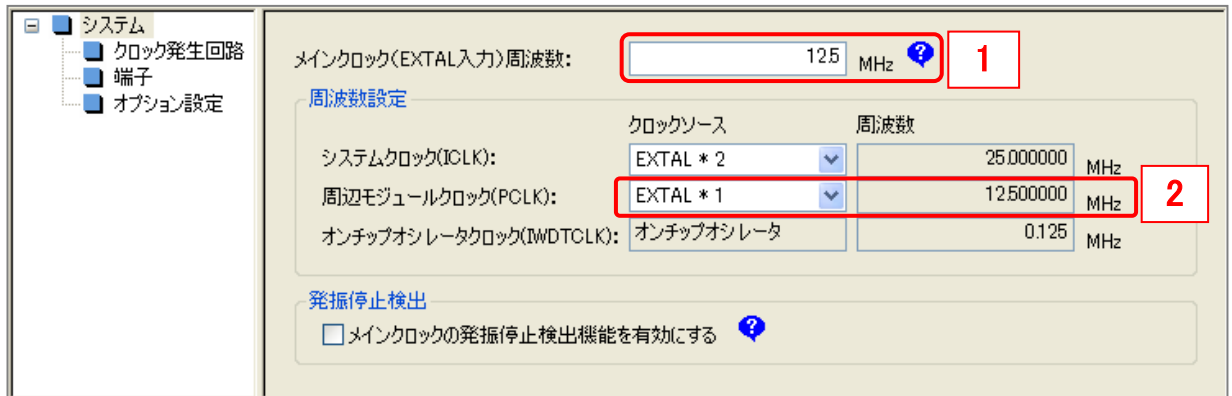 システム
クロック発生回路
端子
オプション設定
メインクロック(EXTAL入力)周波数: 12.5 MHz 1
周波数設定
クロックソース 周波数
システムクロック(ICLK): EXTAL * 2 25.000000 MHz
周辺モジュールクロック(PCLK): EXTAL * 1 12.500000 MHz 2
オンチップオシレータクロック(IWDTCLK): オンチップオシレータ 0.125 MHz
発振停止検出
メインクロックの発振停止検出機能を有効にする